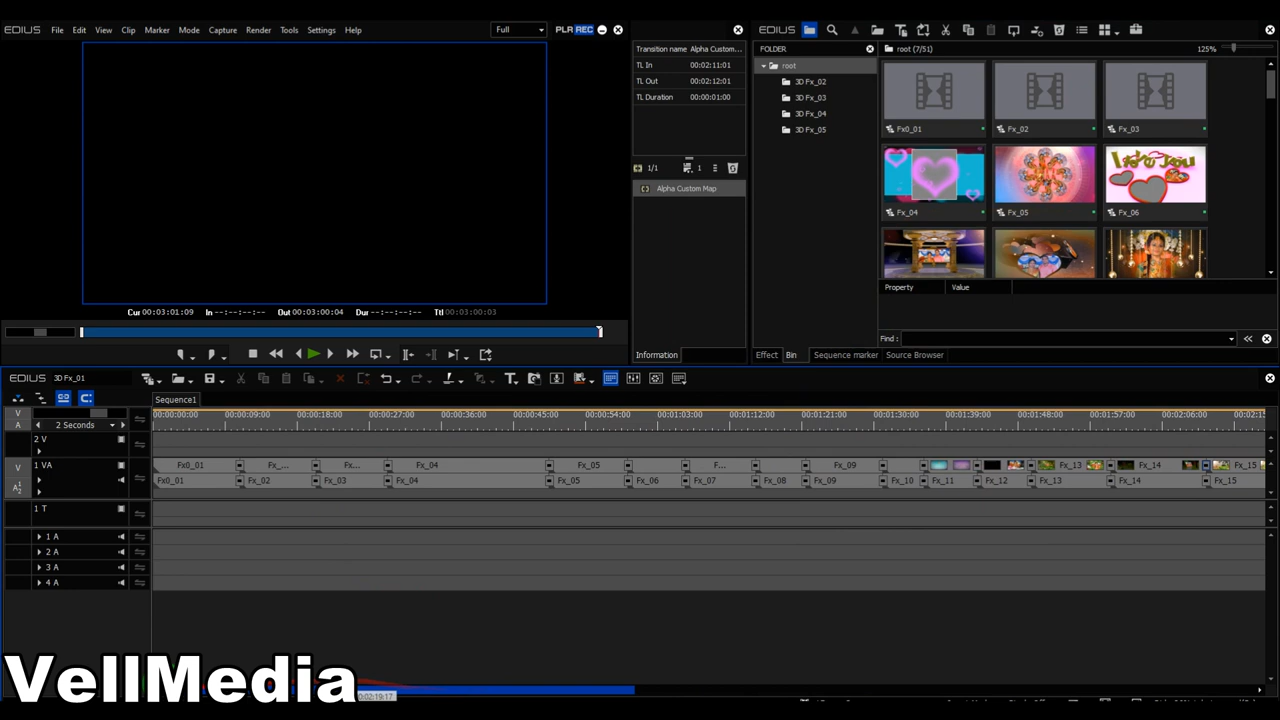 EDIUS File Edit View Clip Marker Mode Capture Render Tools Settings Help Full PLR REC
Cur 00:03:01:09 In --:--:--:-- Out 00:03:00:04 Dur --:--:--:-- Ttl 00:03:00:03
Transition name Alpha Custom...
TL In 00:02:11:01
TL Out 00:02:12:01
TL Duration 00:00:01:00
1/1 1
Alpha Custom Map
Information
EDIUS
FOLDER
root
3D Fx_02
3D Fx_03
3D Fx_04
3D Fx_05
root (7/51) 125%
Fx0_01 Fx_02 Fx_03
Fx_04 Fx_05 Fx_06
Property Value
Find :
Effect Bin Sequence marker Source Browser
EDIUS 3D Fx_01
Sequence1
V
A
2 Seconds
00:00:00:00 00:00:09:00 00:00:18:00 00:00:27:00 00:00:36:00 00:00:45:00 00:00:54:00 00:01:03:00 00:01:12:00 00:01:21:00 00:01:30:00 00:01:39:00 00:01:48:00 00:01:57:00 00:02:06:00 00:02:15
2 V
V 1 VA Fx0_01 Fx_... Fx... Fx_04 Fx_05 F... Fx_09 Fx_13 Fx_14 Fx_15
Fx0_01 Fx_02 Fx_03 Fx_04 Fx_05 Fx_06 Fx_07 Fx_08 Fx_09 Fx_10 Fx_11 Fx_12 Fx_13 Fx_14 Fx_15
1 T
1 A
2 A
3 A
4 A
VellMedia
00:02:19:17